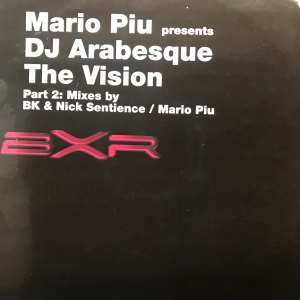 Mario Piu presents
DJ Arabesque
The Vision
Part 2: Mixes by
BK & Nick Sentience / Mario Piu
BXR